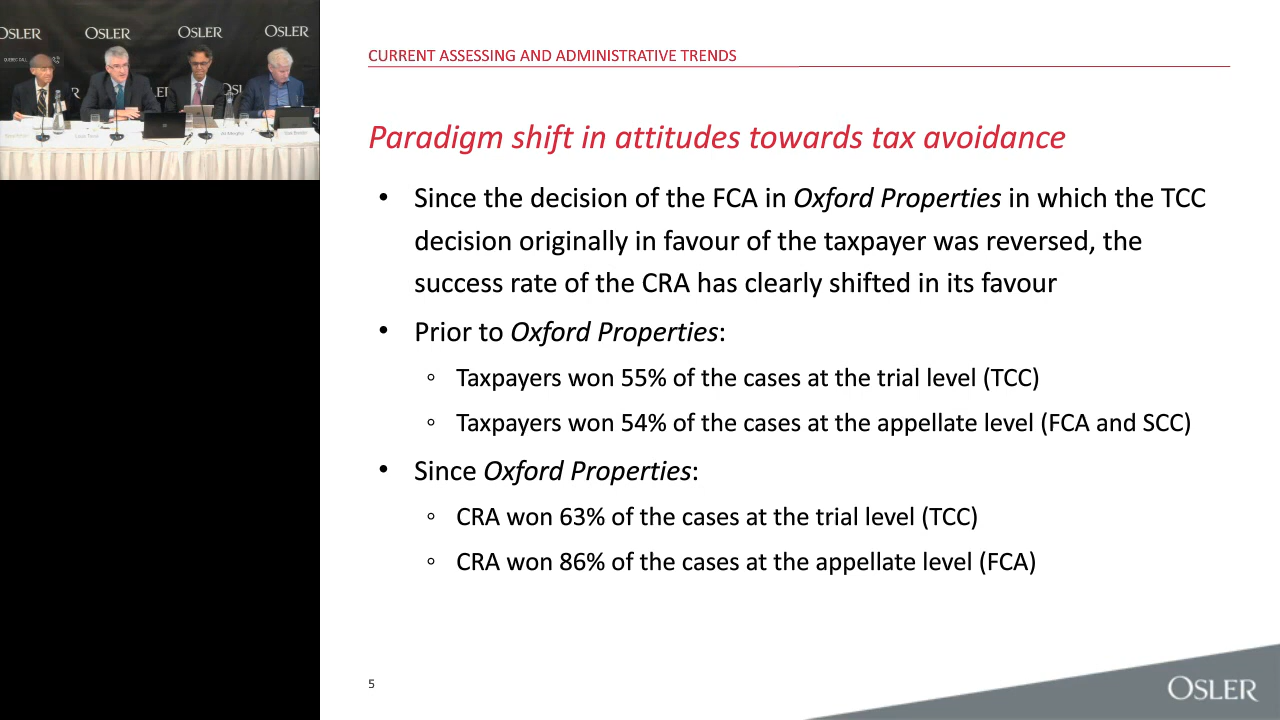 OSLER
OSLER
OSLER
OSLER
CURRENT ASSESSING AND ADMINISTRATIVE TRENDS
Paradigm shift in attitudes towards tax avoidance
• Since the decision of the FCA in Oxford Properties in which the TCC
decision originally in favour of the taxpayer was reversed, the
success rate of the CRA has clearly shifted in its favour
• Prior to Oxford Properties:
◦ Taxpayers won 55% of the cases at the trial level (TCC)
◦ Taxpayers won 54% of the cases at the appellate level (FCA and SCC)
• Since Oxford Properties:
◦ CRA won 63% of the cases at the trial level (TCC)
◦ CRA won 86% of the cases at the appellate level (FCA)
5
OSLER